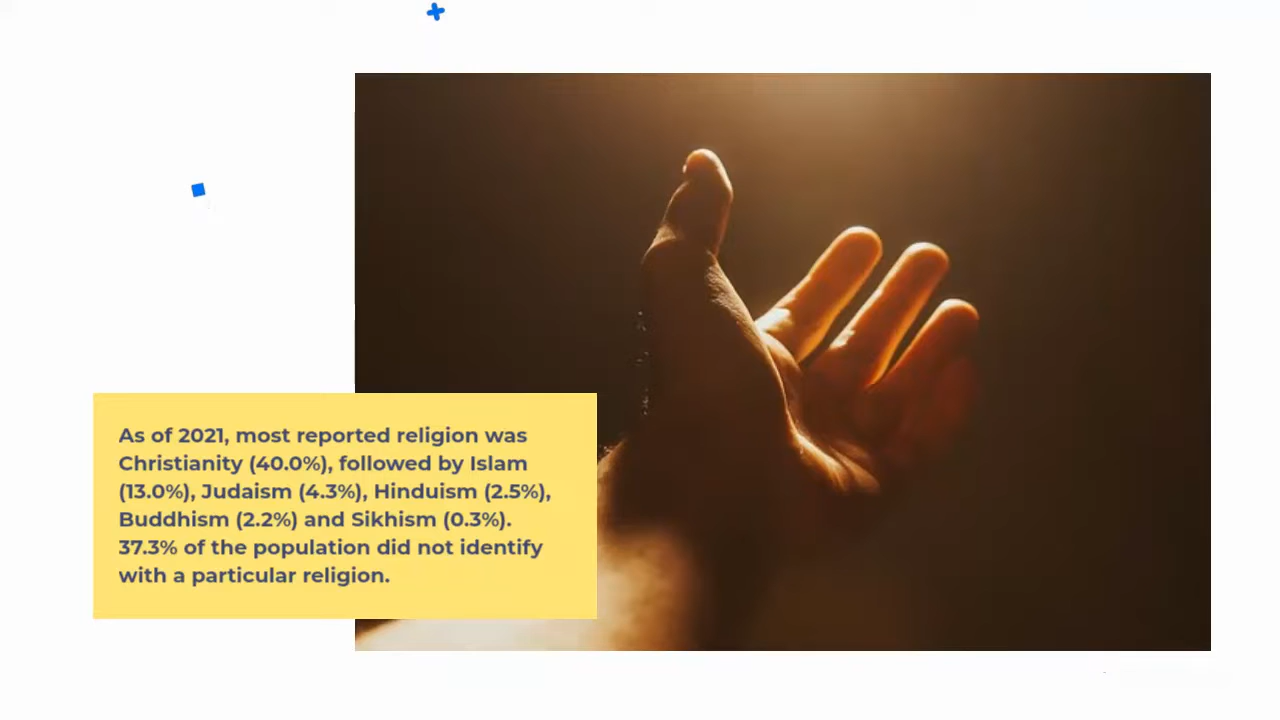 As of 2021, most reported religion was
Christianity (40.0%), followed by Islam
(13.0%), Judaism (4.3%), Hinduism (2.5%),
Buddhism (2.2%) and Sikhism (0.3%).
37.3% of the population did not identify
with a particular religion.